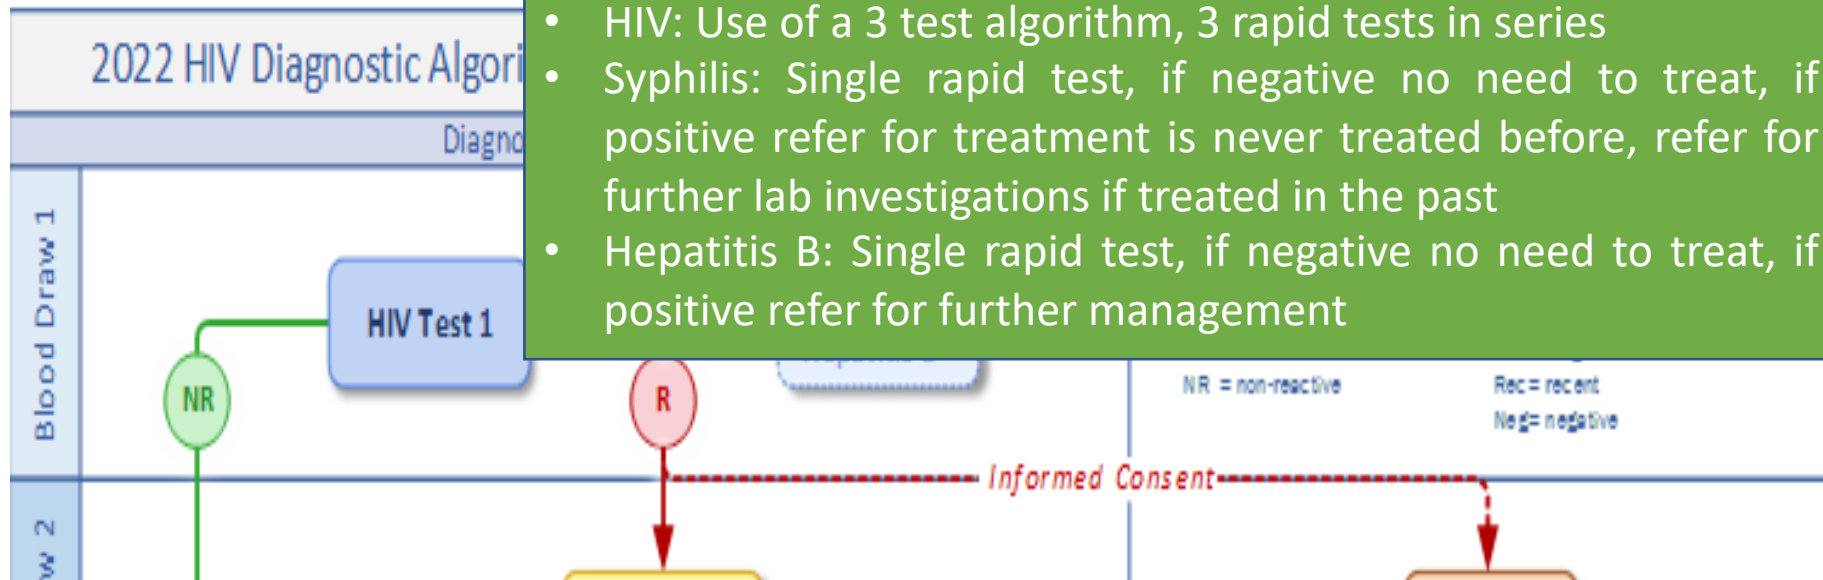 • HIV: Use of a 3 test algorithm, 3 rapid tests in series
• Syphilis: Single rapid test, if negative no need to treat, if
positive refer for treatment is never treated before, refer for
further lab investigations if treated in the past
• Hepatitis B: Single rapid test, if negative no need to treat, if
positive refer for further management
2022 HIV Diagnostic Algori
Diagno
Blood Draw 1
HIV Test 1
NR
R
NR = non-reactive
Rec = recent
Neg= negative
Informed Consent
w 2